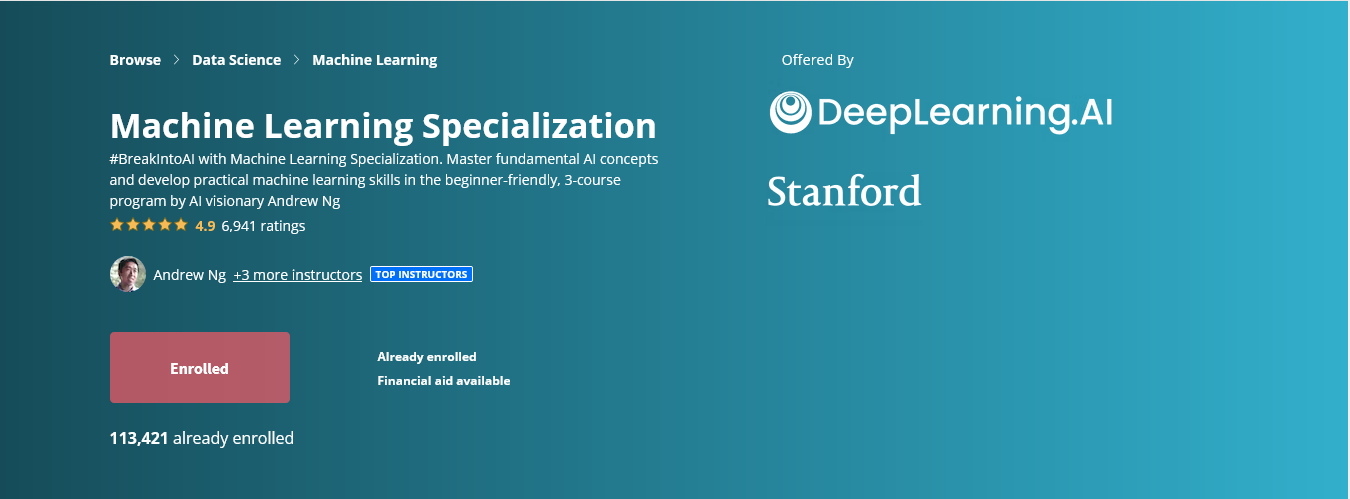 Browse > Data Science > Machine Learning
Offered By
DeepLearning.AI
Stanford
Machine Learning Specialization
#BreakIntoAI with Machine Learning Specialization. Master fundamental AI concepts
and develop practical machine learning skills in the beginner-friendly, 3-course
program by AI visionary Andrew Ng
4.9 6,941 ratings
Andrew Ng +3 more instructors TOP INSTRUCTORS
Enrolled
Already enrolled
Financial aid available
113,421 already enrolled